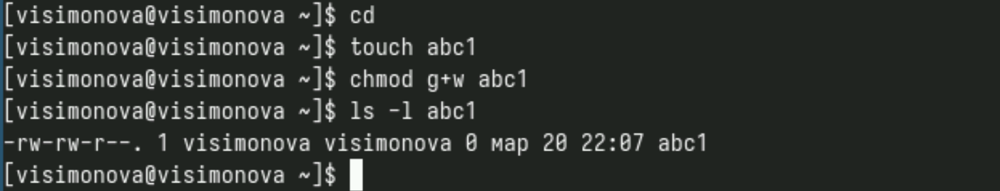 [visimonova@visimonova ~]$ cd
[visimonova@visimonova ~]$ touch abc1
[visimonova@visimonova ~]$ chmod g+w abc1
[visimonova@visimonova ~]$ ls -l abc1
-rw-rw-r--. 1 visimonova visimonova 0 мар 20 22:07 abc1
[visimonova@visimonova ~]$